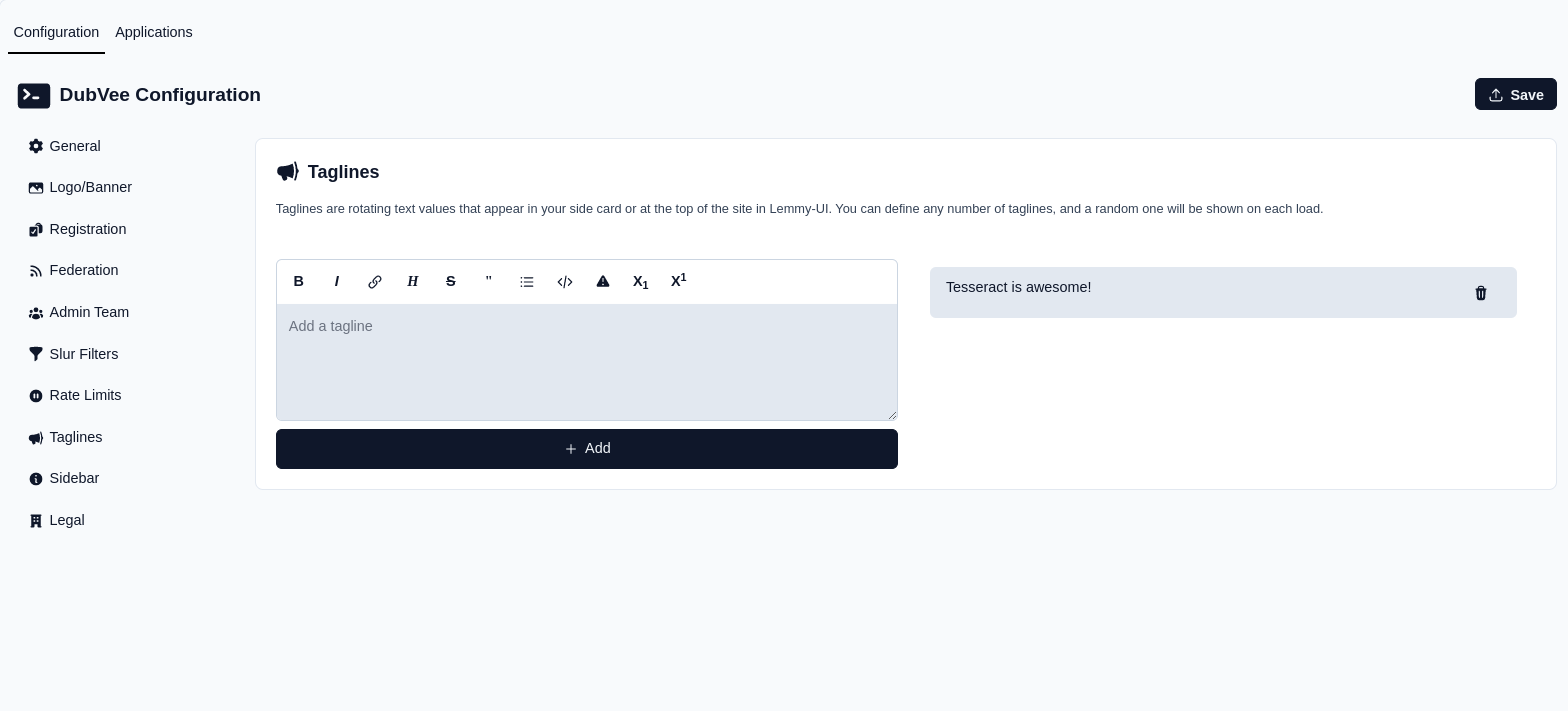 Configuration Applications
DubVee Configuration
Save
General
Logo/Banner
Registration
Federation
Admin Team
Slur Filters
Rate Limits
Taglines
Sidebar
Legal
Taglines
Taglines are rotating text values that appear in your side card or at the top of the site in Lemmy-UI. You can define any number of taglines, and a random one will be shown on each load.
B I H S " X1 X1
Add a tagline
Add
Tesseract is awesome!